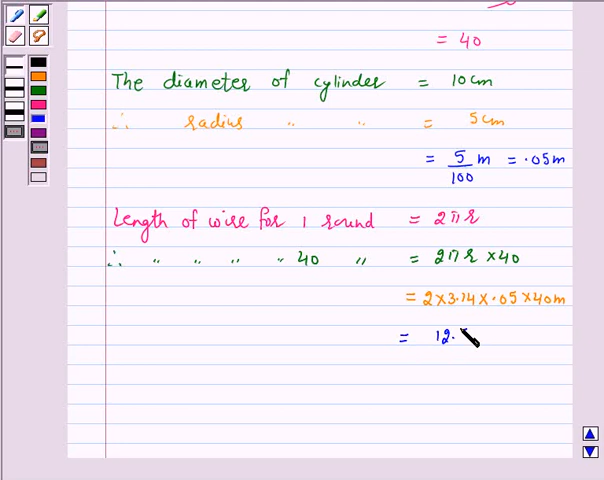 = 40
The diameter of cylinder = 10cm
∴ radius " " = 5cm
= 5/100 m = .05m
Length of wire for 1 round = 2πr
∴ " " " " 40 " = 2πr × 40
= 2×3.14×.05×40m
= 12.